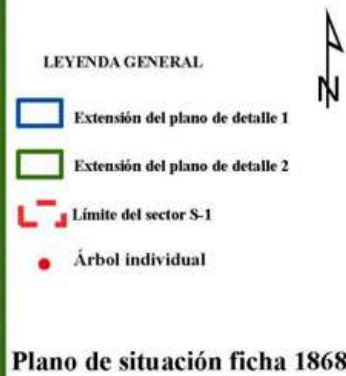 LEYENDA GENERAL
N
Extensión del plano de detalle 1
Extensión del plano de detalle 2
Límite del sector S-1
Árbol individual
Plano de situación ficha 1868